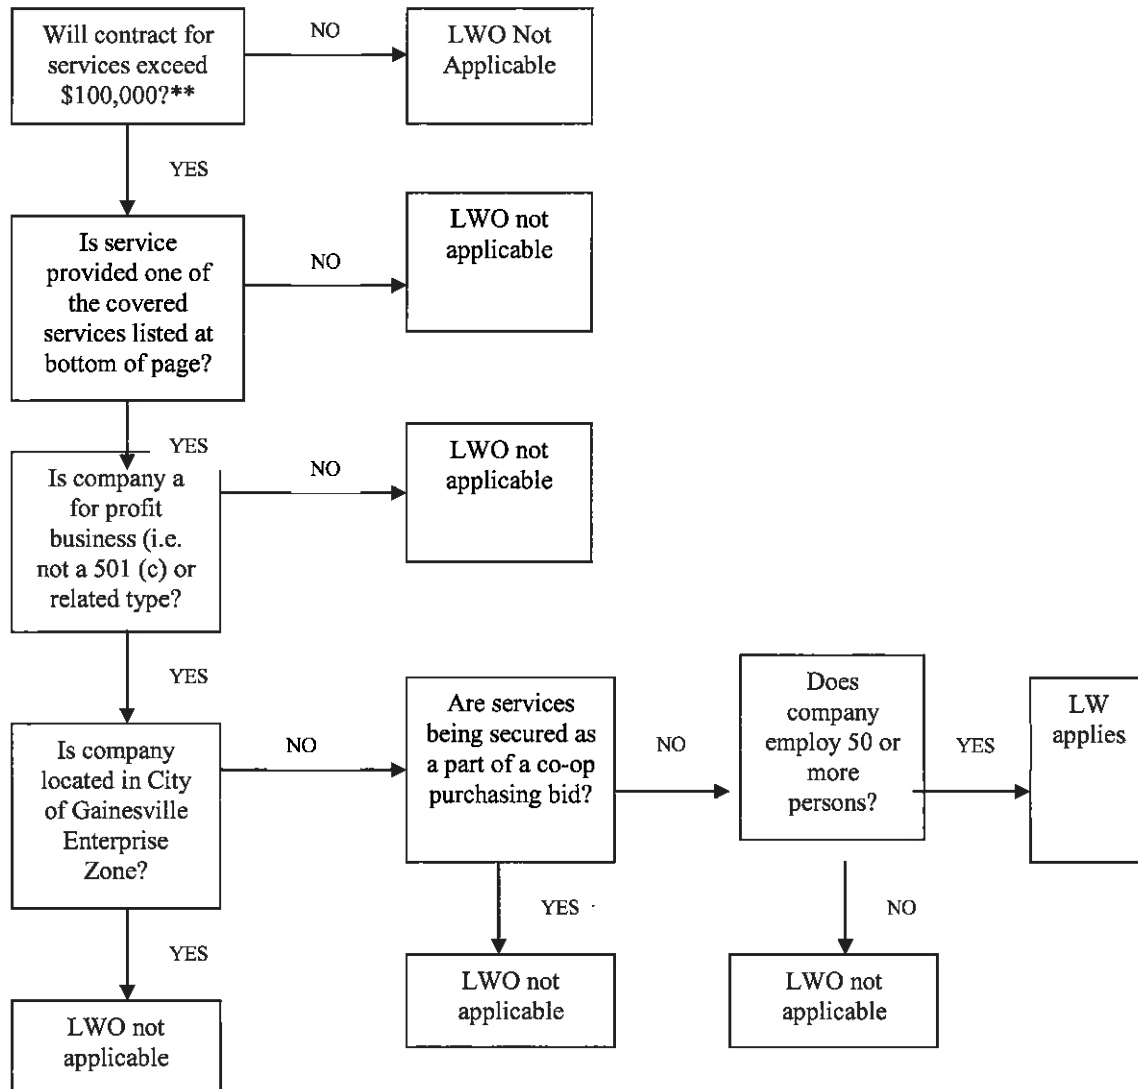 Will contract for
services exceed
$100,000?**
NO
LWO Not
Applicable
YES
Is service
provided one of
the covered
services listed at
bottom of page?
NO
LWO not
applicable
YES
Is company a
for profit
business (i.e.
not a 501 (c) or
related type?
NO
LWO not
applicable
YES
Is company
located in City
of Gainesville
Enterprise
Zone?
NO
Are services
being secured as
a part of a co-op
purchasing bid?
NO
Does
company
employ 50 or
more
persons?
YES
LW
applies
YES
LWO not
applicable
YES
LWO not
applicable
NO
LWO not
applicable